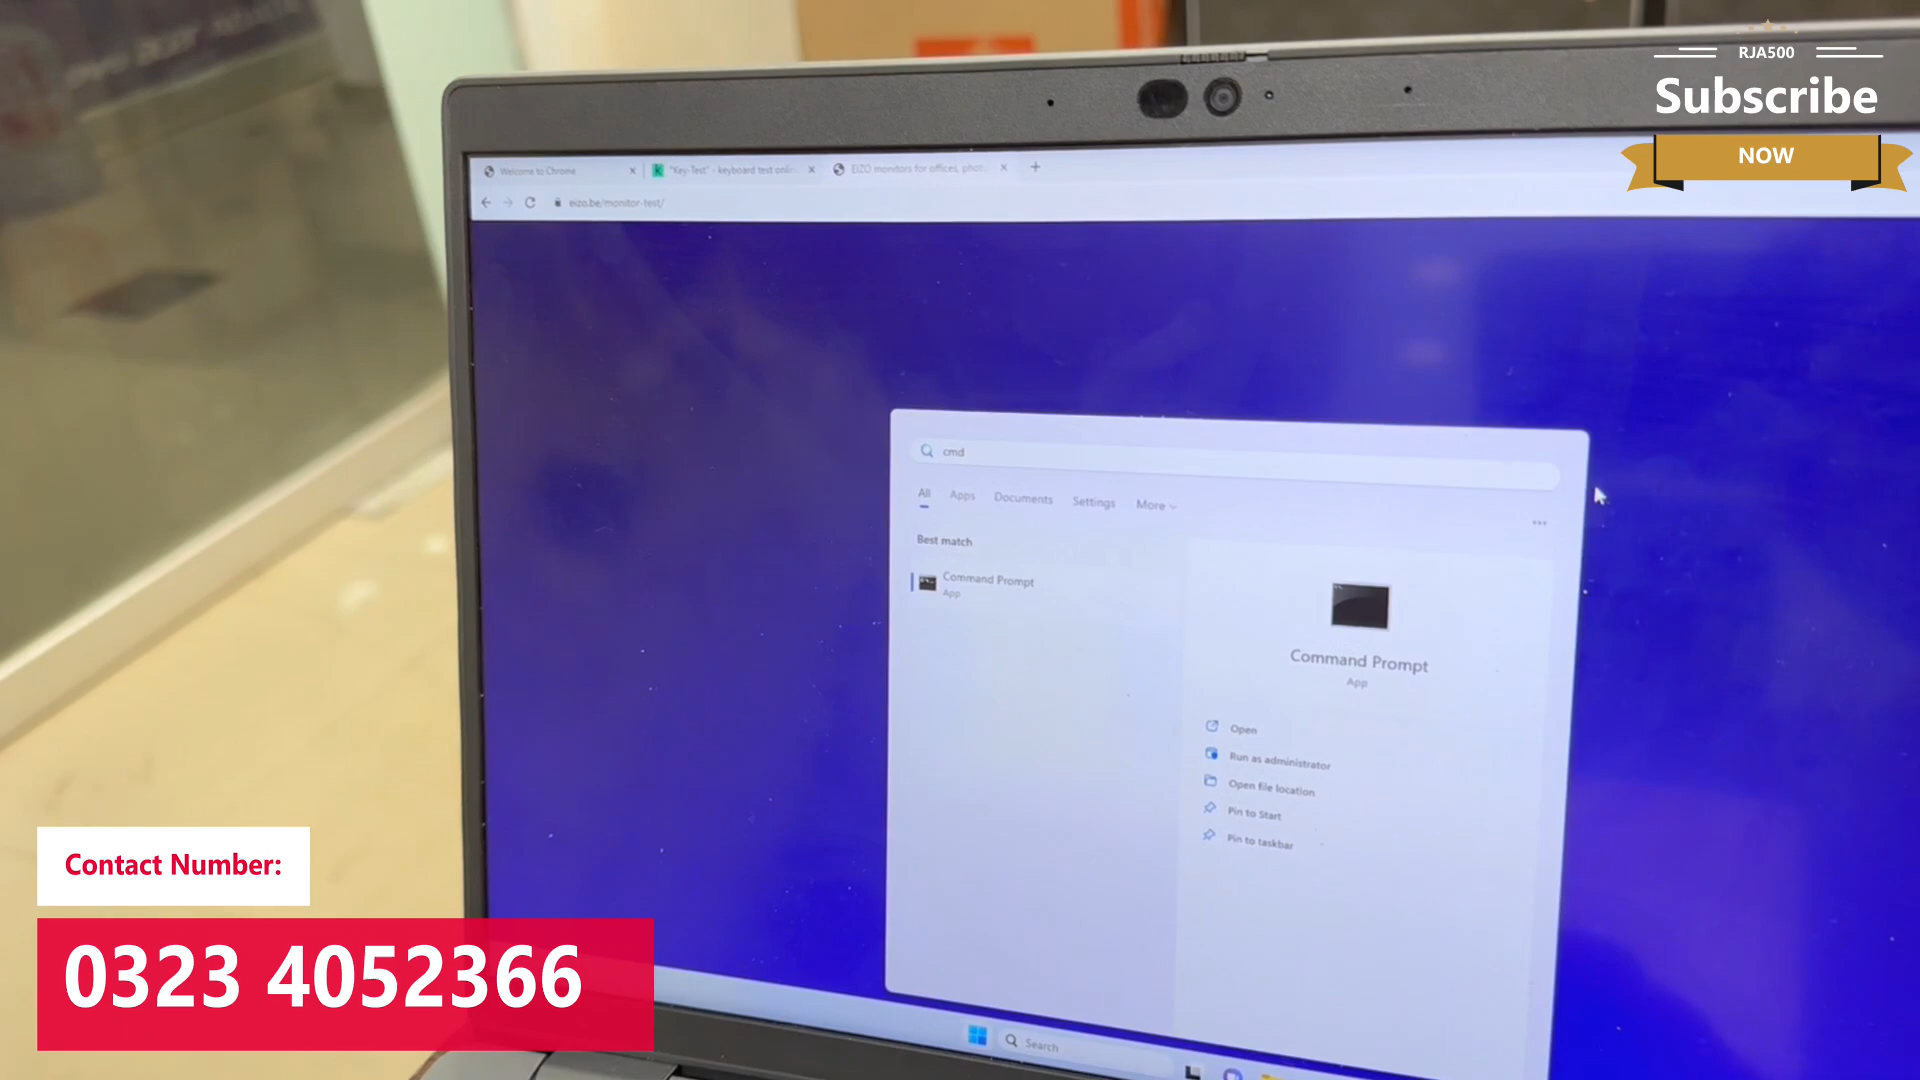 RJA500
Subscribe
NOW
Welcome to Chrome
"Key-Test" - keyboard test onlin
EIZO monitors for offices, phot
eizo.be/monitor-test/
cmd
All Apps Documents Settings More
Best match
Command Prompt
App
Command Prompt
App
Open
Run as administrator
Open file location
Pin to Start
Pin to taskbar
Contact Number:
0323 4052366
Search